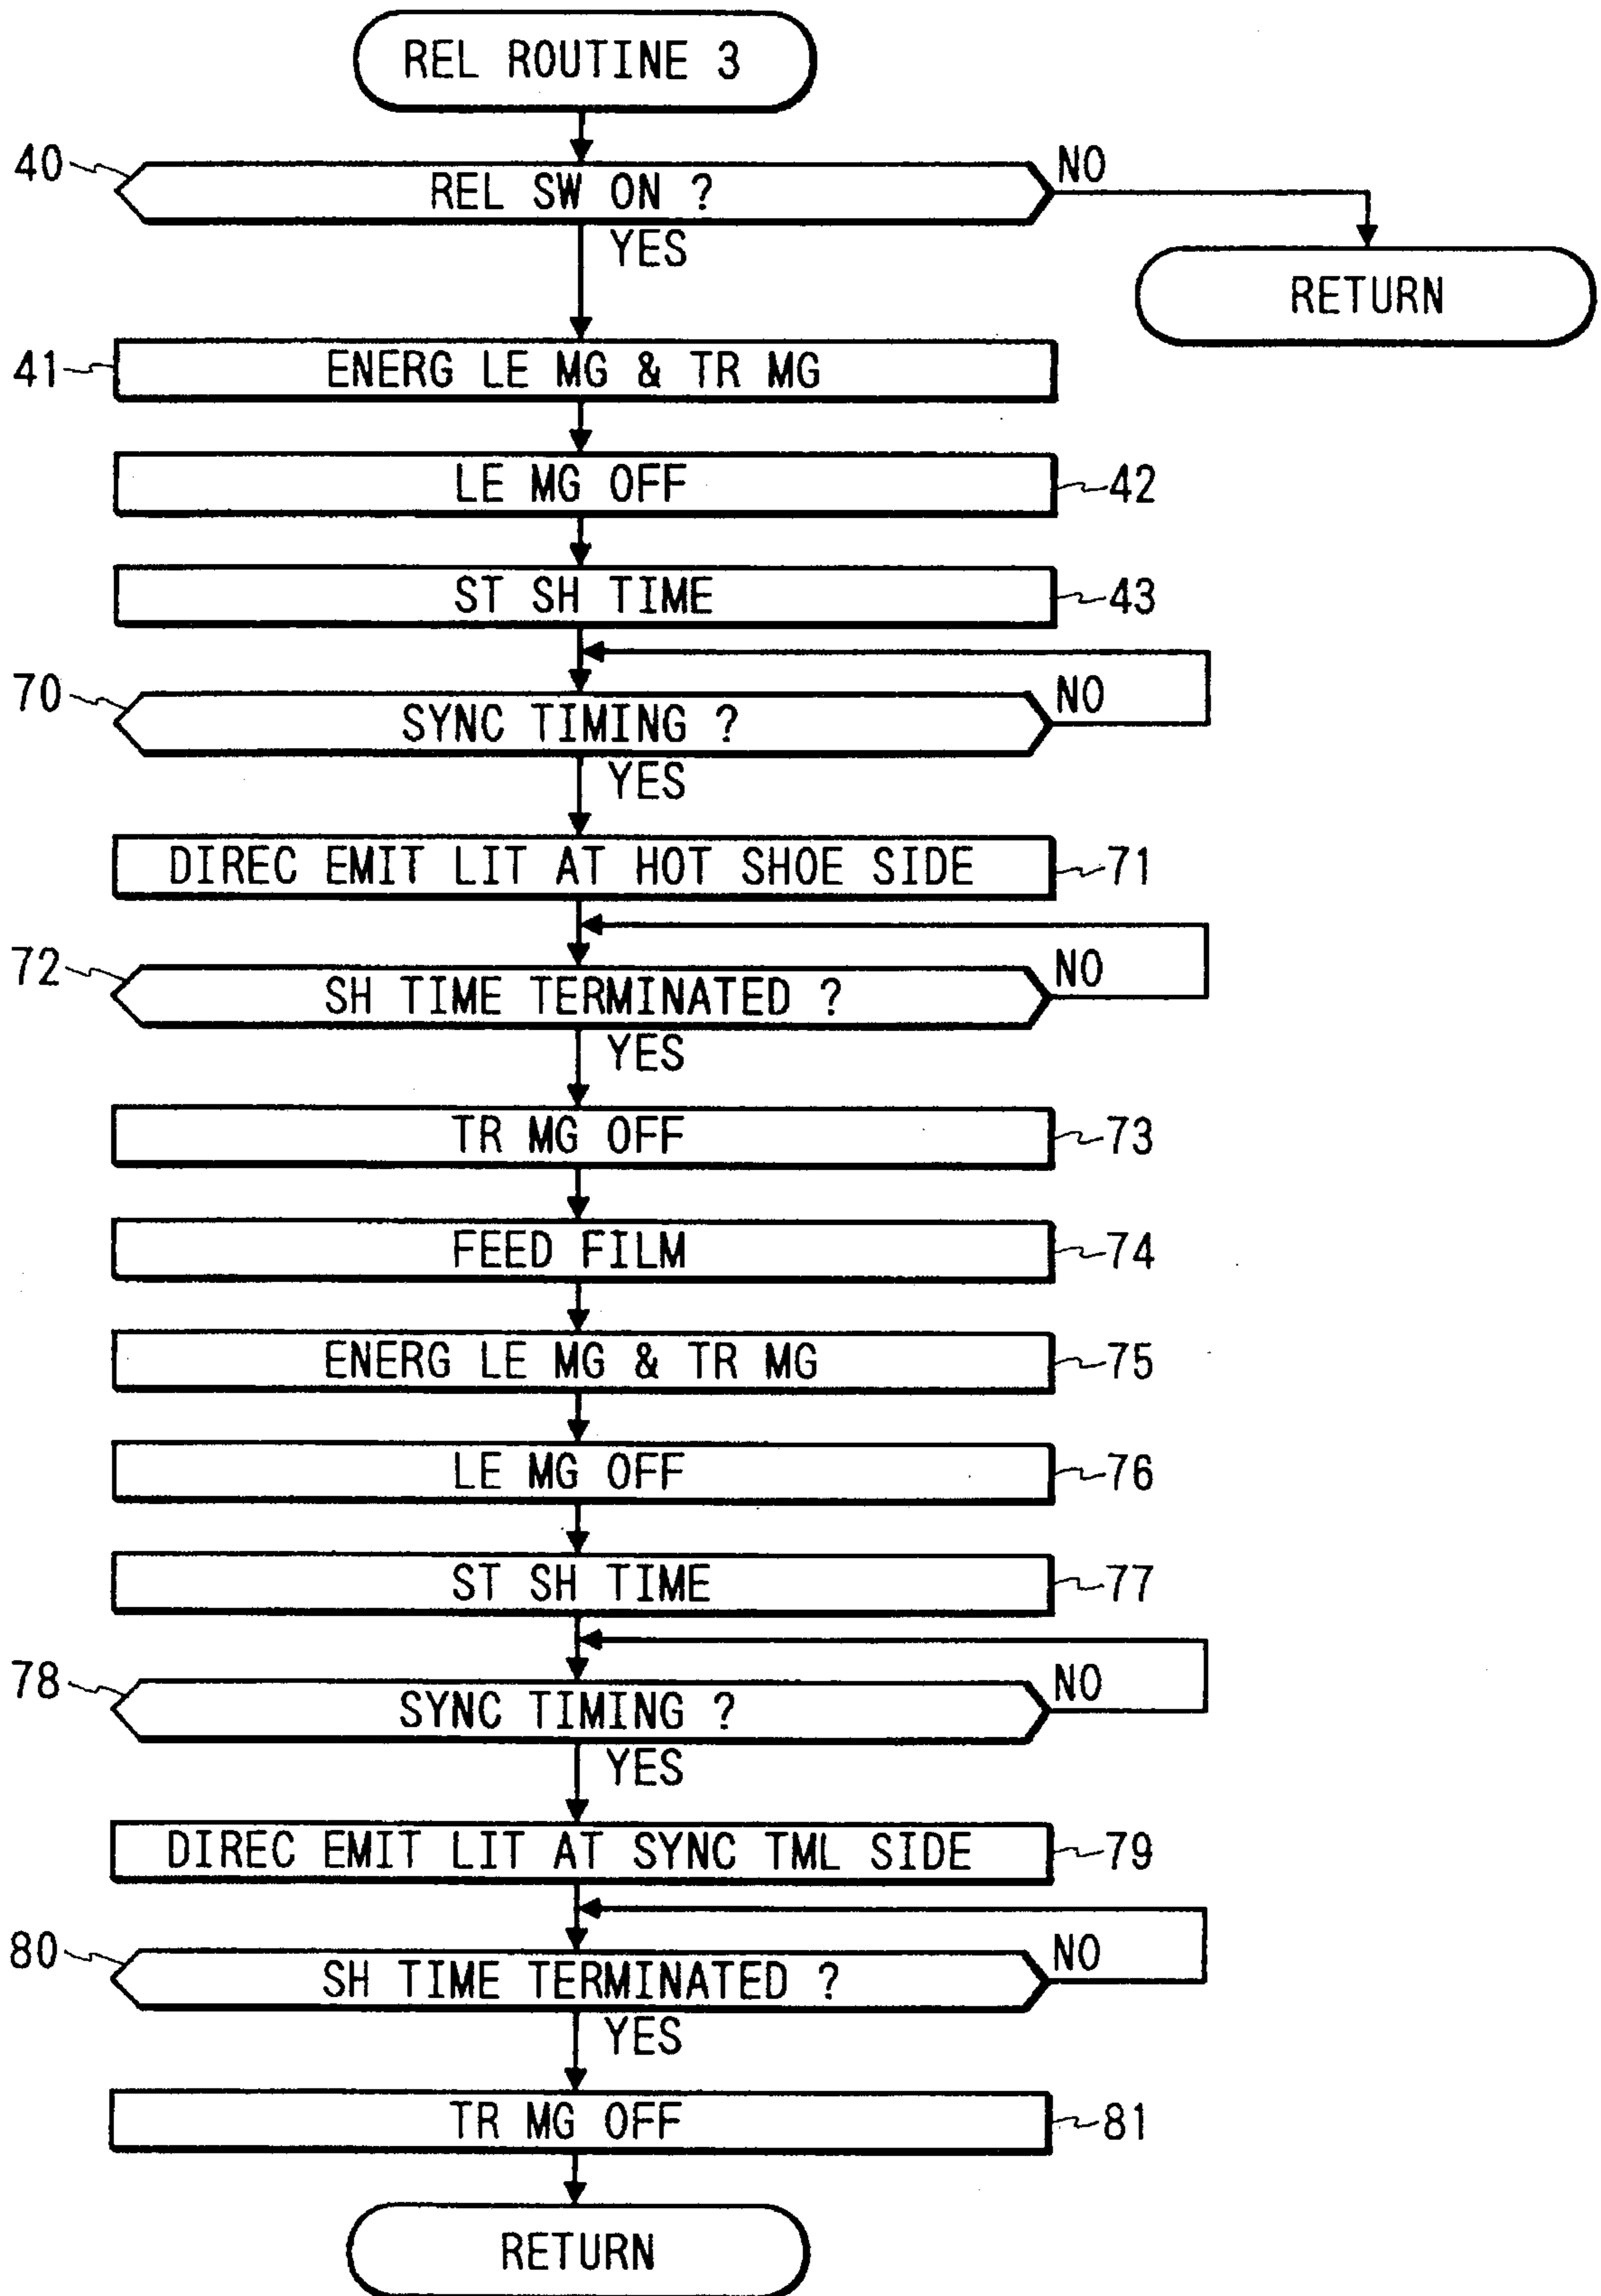 REL ROUTINE 3
40
REL SW ON ?
NO
YES
RETURN
41
ENERG LE MG & TR MG
LE MG OFF
42
ST SH TIME
43
70
SYNC TIMING ?
NO
YES
DIREC EMIT LIT AT HOT SHOE SIDE
71
72
SH TIME TERMINATED ?
NO
YES
TR MG OFF
73
FEED FILM
74
ENERG LE MG & TR MG
75
LE MG OFF
76
ST SH TIME
77
78
SYNC TIMING ?
NO
YES
DIREC EMIT LIT AT SYNC TML SIDE
79
80
SH TIME TERMINATED ?
NO
YES
TR MG OFF
81
RETURN